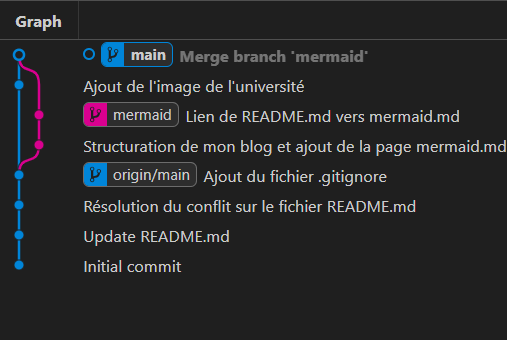 Graph
main Merge branch 'mermaid'
Ajout de l'image de l'université
mermaid Lien de README.md vers mermaid.md
Structuration de mon blog et ajout de la page mermaid.md
origin/main Ajout du fichier .gitignore
Résolution du conflit sur le fichier README.md
Update README.md
Initial commit